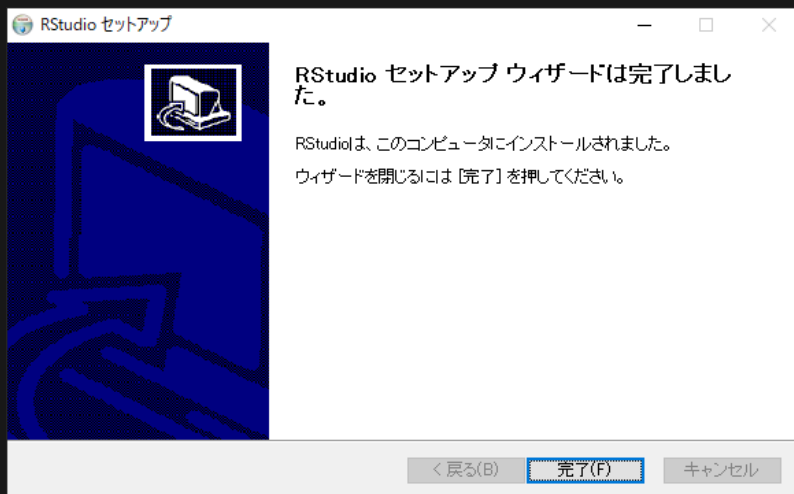 RStudio セットアップ
RStudio セットアップ ウィザードは完了しまし
た。
RStudioは、このコンピュータにインストールされました。
ウィザードを閉じるには [完了] を押してください。
< 戻る(B)
完了(F)
キャンセル